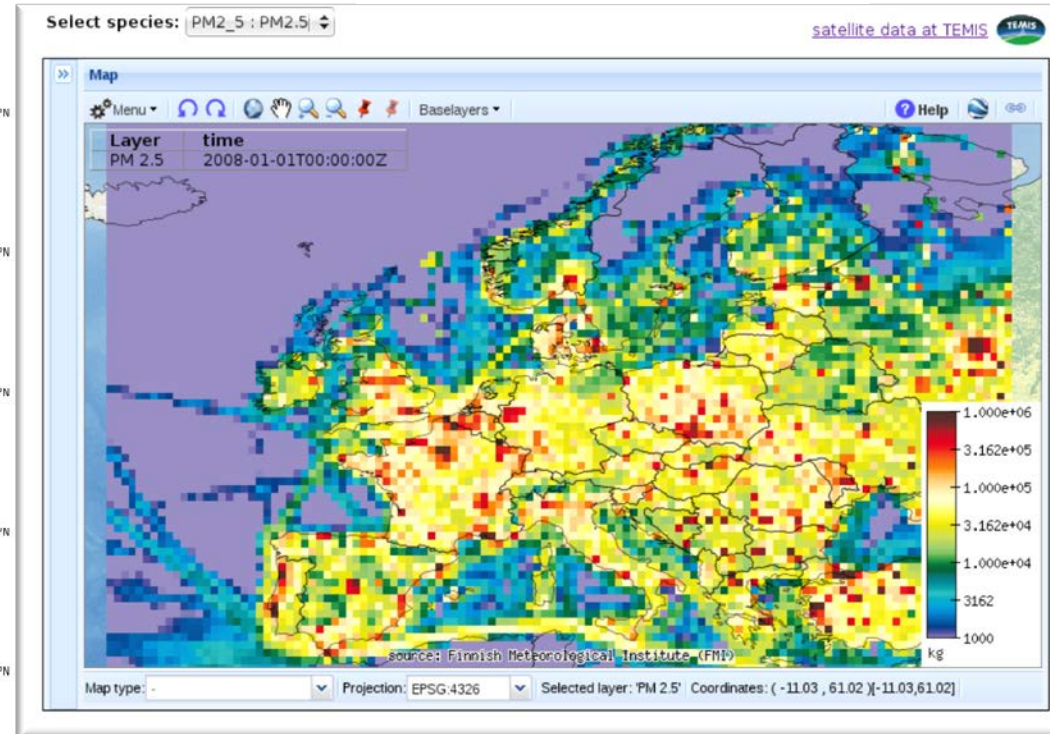 Select species: PM2_5 : PM2.5
satellite data at TEMIS TEMIS
Map
Menu Baselayers Help
Layer time
PM 2.5 2008-01-01T00:00:00Z
°N
°N
°N
°N
°N
1.000e+06
3.162e+05
1.000e+05
3.162e+04
1.000e+04
3162
1000
kg
source: Finnish Meteorological Institute (FMI)
Map type: - Projection: EPSG:4326 Selected layer: 'PM 2.5' Coordinates: ( -11.03 , 61.02 )[-11.03,61.02]